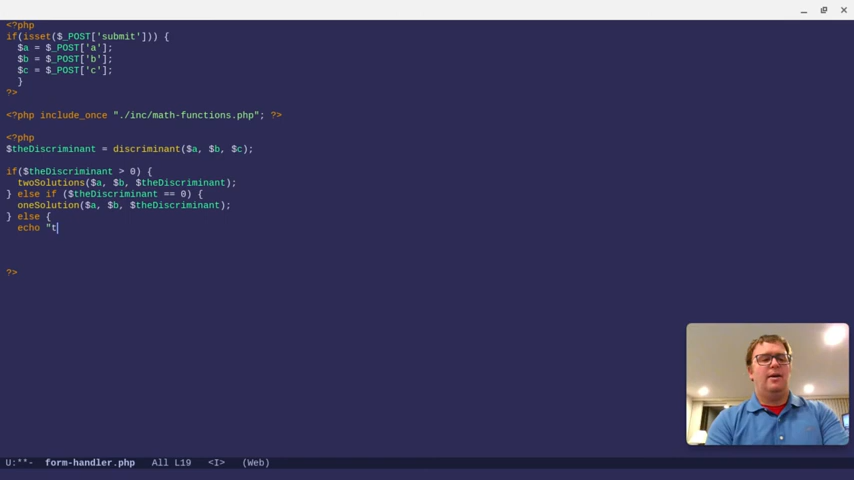 <?php
if(isset($_POST['submit'])) {
  $a = $_POST['a'];
  $b = $_POST['b'];
  $c = $_POST['c'];
  }
?>
<?php include_once "./inc/math-functions.php"; ?>
<?php
$theDiscriminant = discriminant($a, $b, $c);
if($theDiscriminant > 0) {
  twoSolutions($a, $b, $theDiscriminant);
} else if ($theDiscriminant == 0) {
  oneSolution($a, $b, $theDiscriminant);
} else {
  echo "t
?>
U:**-  form-handler.php   All L19   <I>   (Web)